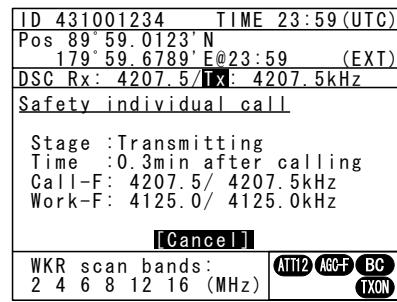 ID 431001234 TIME 23:59(UTC)
Pos 89°59.0123'N
179°59.6789'E@23:59 (EXT)
DSC Rx: 4207.5/Tx: 4207.5kHz
Safety individual call
Stage :Transmitting
Time :0.3min after calling
Call-F: 4207.5/ 4207.5kHz
Work-F: 4125.0/ 4125.0kHz
[Cancel]
WKR scan bands:
2 4 6 8 12 16 (MHz)
ATT12 AGC-F BC
TXON